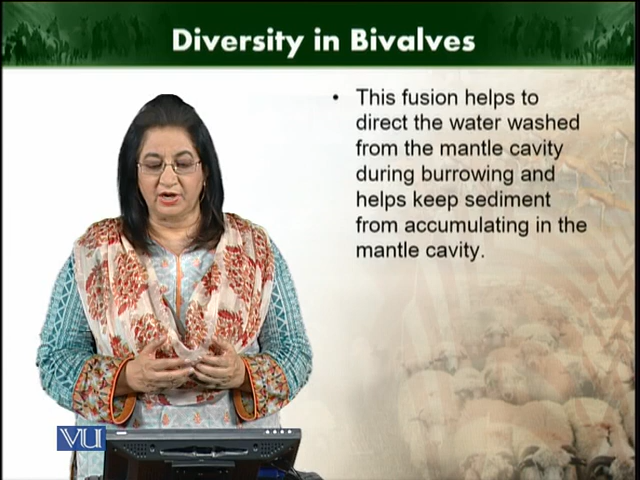 Diversity in Bivalves
• This fusion helps to
direct the water washed
from the mantle cavity
during burrowing and
helps keep sediment
from accumulating in the
mantle cavity.
VU